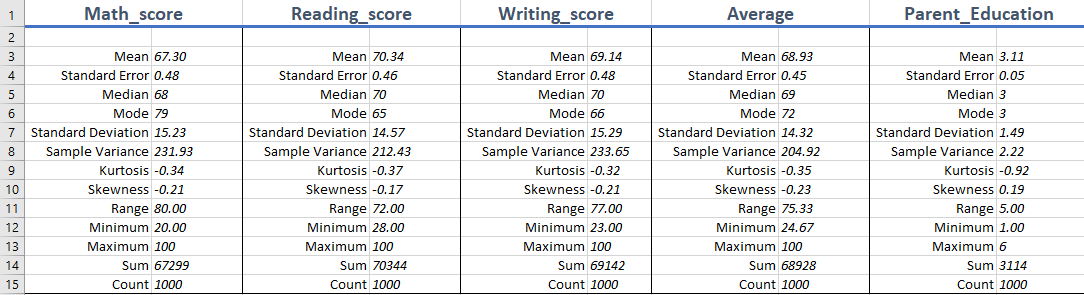 1 Math_score Reading_score Writing_score Average Parent_Education
2
3 Mean 67.30 Mean 70.34 Mean 69.14 Mean 68.93 Mean 3.11
4 Standard Error 0.48 Standard Error 0.46 Standard Error 0.48 Standard Error 0.45 Standard Error 0.05
5 Median 68 Median 70 Median 70 Median 69 Median 3
6 Mode 79 Mode 65 Mode 66 Mode 72 Mode 3
7 Standard Deviation 15.23 Standard Deviation 14.57 Standard Deviation 15.29 Standard Deviation 14.32 Standard Deviation 1.49
8 Sample Variance 231.93 Sample Variance 212.43 Sample Variance 233.65 Sample Variance 204.92 Sample Variance 2.22
9 Kurtosis -0.34 Kurtosis -0.37 Kurtosis -0.32 Kurtosis -0.35 Kurtosis -0.92
10 Skewness -0.21 Skewness -0.17 Skewness -0.21 Skewness -0.23 Skewness 0.19
11 Range 80.00 Range 72.00 Range 77.00 Range 75.33 Range 5.00
12 Minimum 20.00 Minimum 28.00 Minimum 23.00 Minimum 24.67 Minimum 1.00
13 Maximum 100 Maximum 100 Maximum 100 Maximum 100 Maximum 6
14 Sum 67299 Sum 70344 Sum 69142 Sum 68928 Sum 3114
15 Count 1000 Count 1000 Count 1000 Count 1000 Count 1000